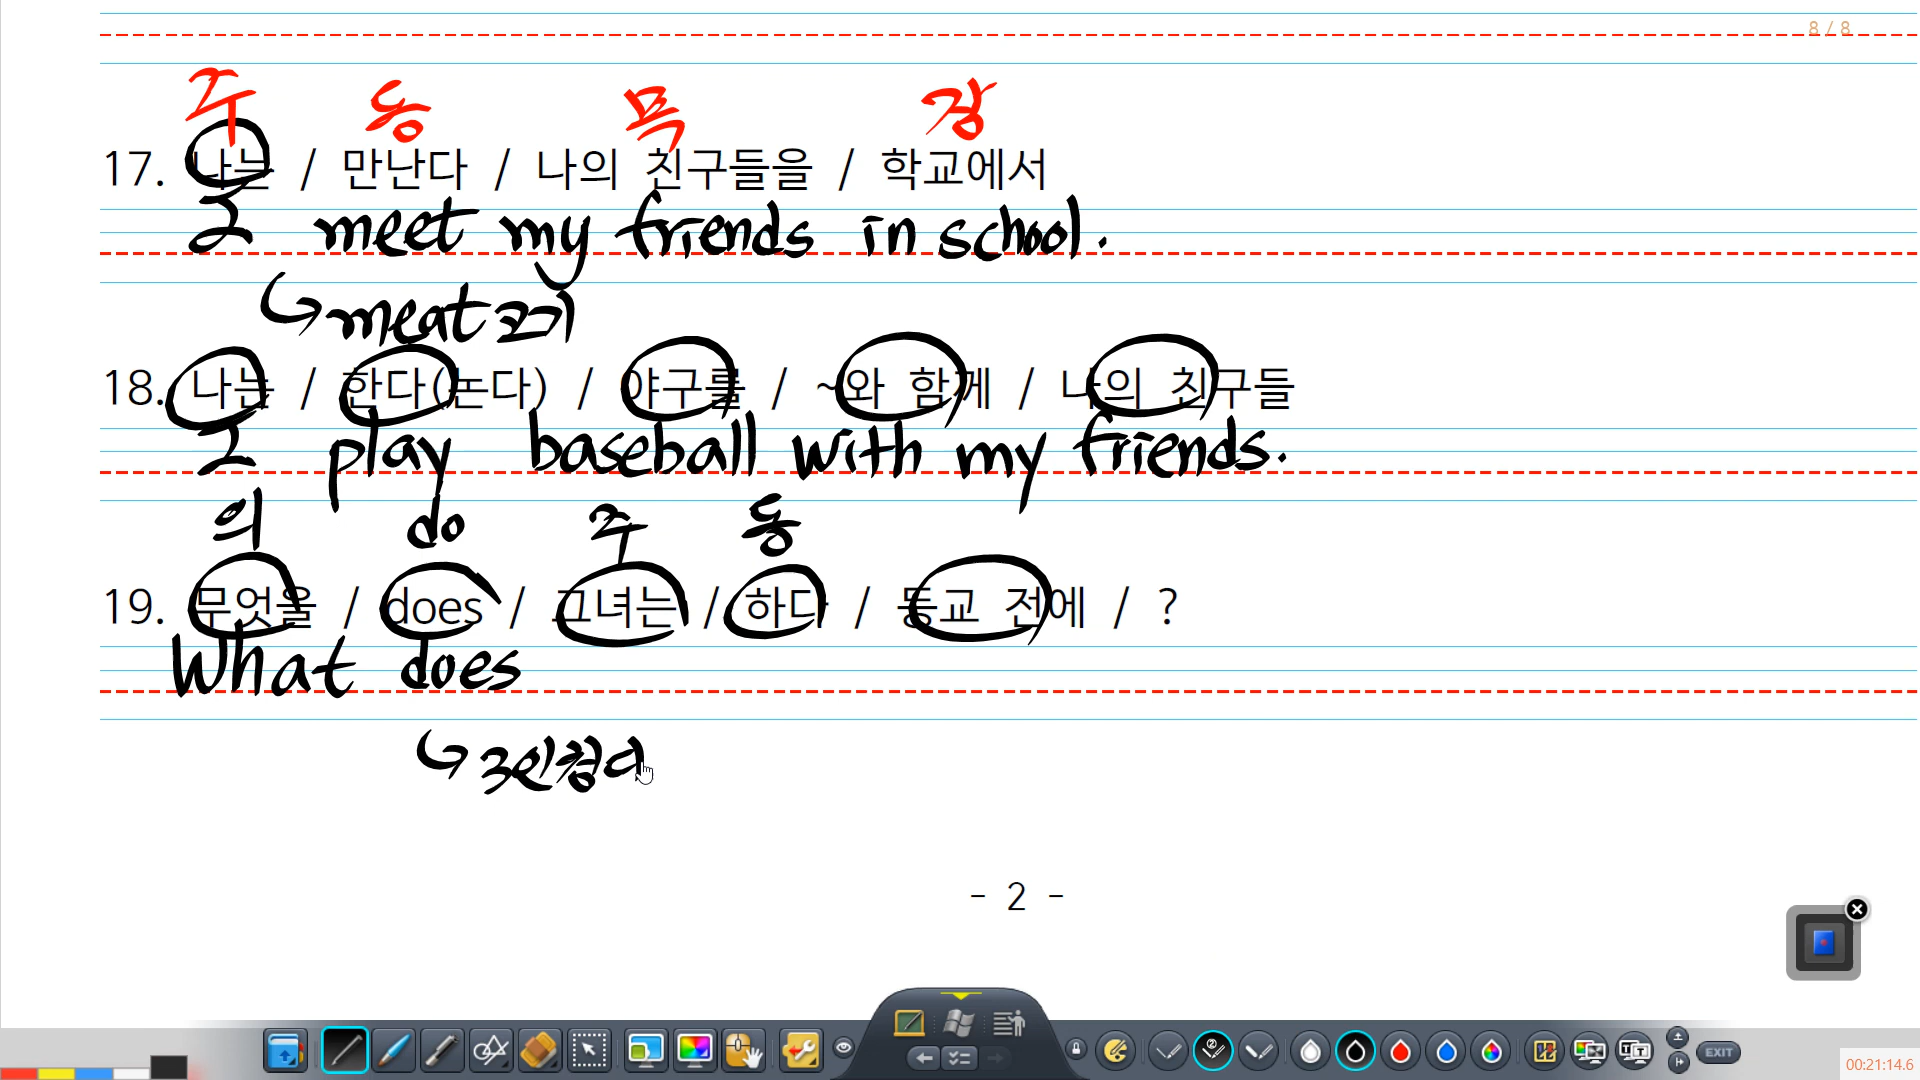 8 / 8
주 동 목 장
17. 나는 / 만난다 / 나의 친구들을 / 학교에서
I meet my friends in school.
meat 고기
18. 나는 / 한다(논다) / 야구를 / ~와 함께 / 나의 친구들
I play baseball with my friends.
의 do 주 동
19. 무엇을 / does / 그녀는 / 하다 / 등교 전에 / ?
What does
3인칭
- 2 -
EXIT
00:21:14.6